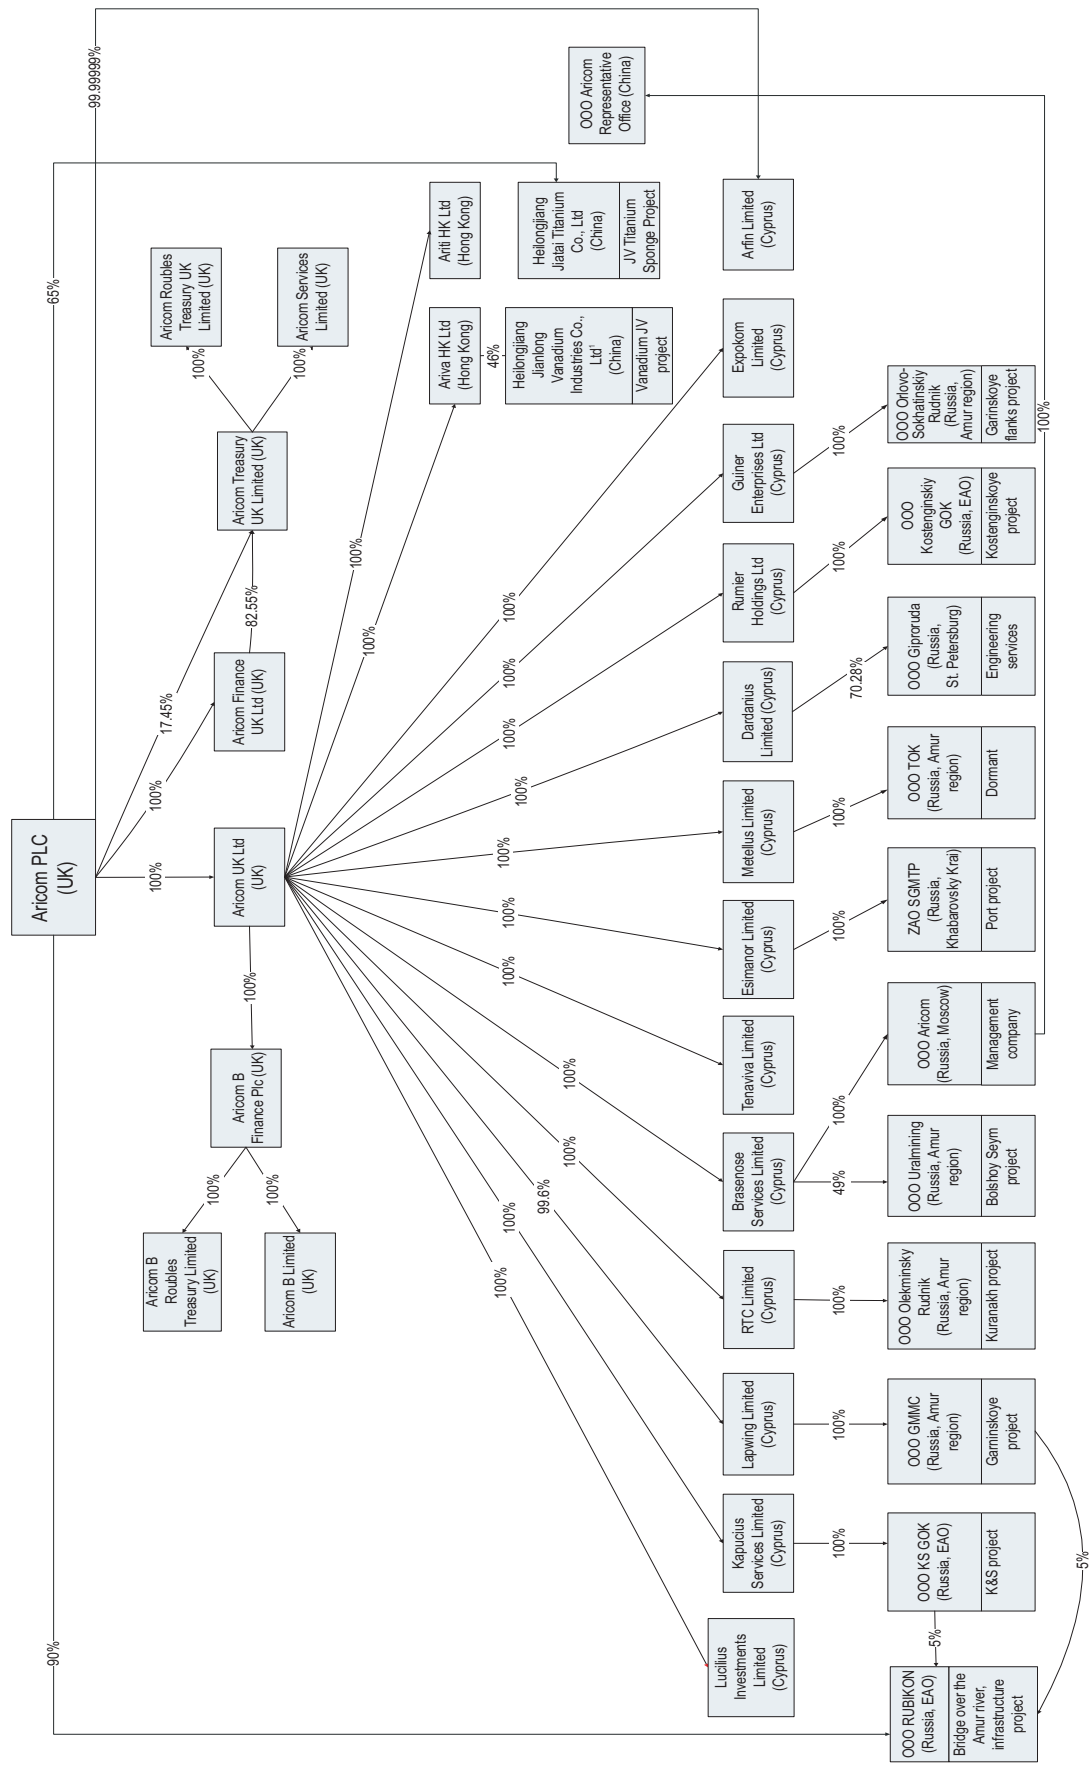 Aricom PLC
(UK)
90%
65%
99.99999%
100%
100%
17.45%
Aricom B
Roubles
Treasury Limited
(UK)
Aricom B Limited
(UK)
100%
100%
Aricom B
Finance Plc (UK)
100%
Aricom UK Ltd
(UK)
Aricom Finance
UK Ltd (UK)
82.55%
Aricom Treasury
UK Limited (UK)
100%
100%
Aricom Roubles
Treasury UK
Limited (UK)
Aricom Services
Limited (UK)
100%
100%
99.6%
100%
100%
100%
100%
100%
100%
100%
100%
100%
100%
100%
Ariva HK Ltd
(Hong Kong)
46%
Heilongjiang
Jianlong
Vanadium
Industries Co.,
Ltd¹
(China)
Vanadium JV
project
Ariti HK Ltd
(Hong Kong)
Heilongjiang
Jiatai Titanium
Co., Ltd
(China)
JV Titanium
Sponge Project
OOO Aricom
Representative
Office (China)
Lucilius
Investments
Limited
(Cyprus)
Kapucius
Services Limited
(Cyprus)
Lapwing Limited
(Cyprus)
RTC Limited
(Cyprus)
Brasenose
Services Limited
(Cyprus)
Tenaviva Limited
(Cyprus)
Esimanor Limited
(Cyprus)
Metellus Limited
(Cyprus)
Dardanius
Limited (Cyprus)
Rumier
Holdings Ltd
(Cyprus)
Guiner
Enterprises Ltd
(Cyprus)
Expokom
Limited
(Cyprus)
Arfin Limited
(Cyprus)
100%
100%
100%
49%
100%
100%
100%
70.28%
100%
100%
OOO RUBIKON
(Russia, EAO)
Bridge over the
Amur river,
infrastructure
project
5%
OOO KS GOK
(Russia, EAO)
K&S project
OOO GMMC
(Russia, Amur
region)
Garninskoye
project
OOO Olekminsky
Rudnik
(Russia, Amur
region)
Kuranakh project
OOO Uralmining
(Russia, Amur
region)
Bolshoy Seym
project
OOO Aricom
(Russia, Moscow)
Management
company
ZAO SGMTP
(Russia,
Khabarovsky Krai)
Port project
OOO TOK
(Russia, Amur
region)
Dormant
OOO Giproruda
(Russia,
St. Petersburg)
Engineering
services
OOO
Kostenginskiy
GOK
(Russia, EAO)
Kostenginskoye
project
OOO Orlovo-
Sokhatinskiy
Rudnik
(Russia,
Amur region)
Garinskoye
flanks project
100%
5%